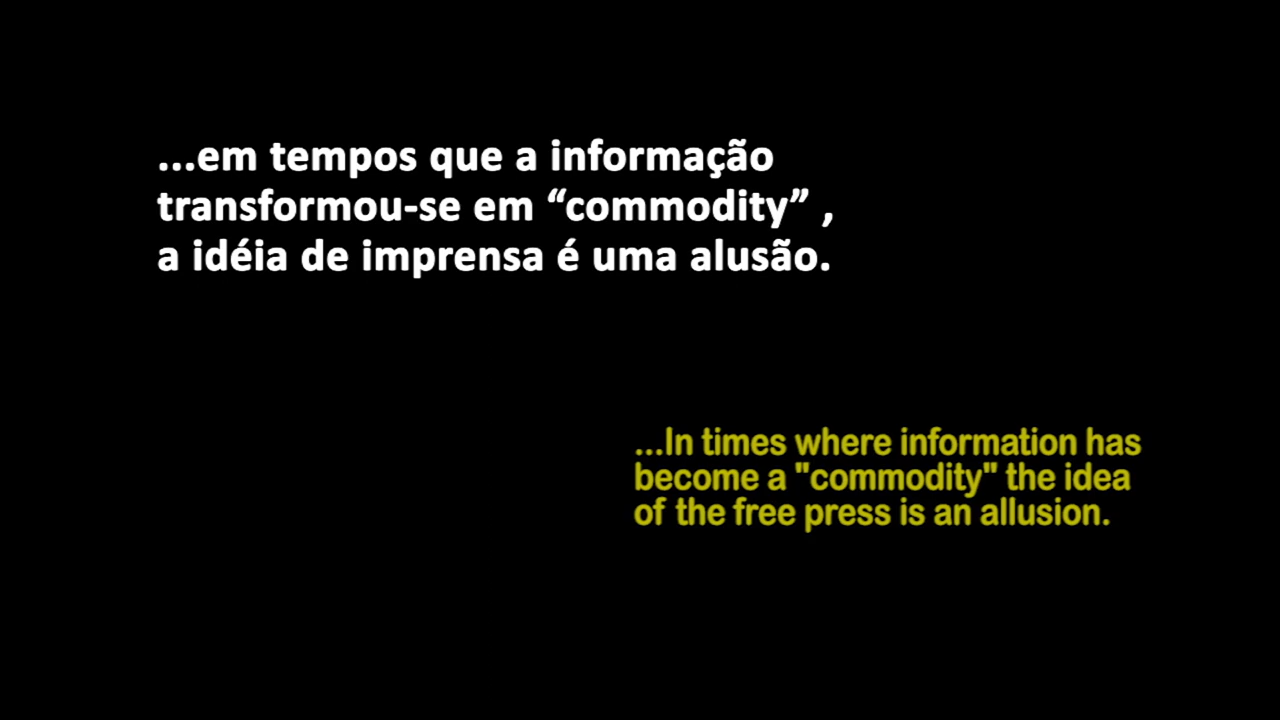 ...em tempos que a informação
transformou-se em “commodity” ,
a idéia de imprensa é uma alusão.
...In times where information has
become a "commodity" the idea
of the free press is an allusion.